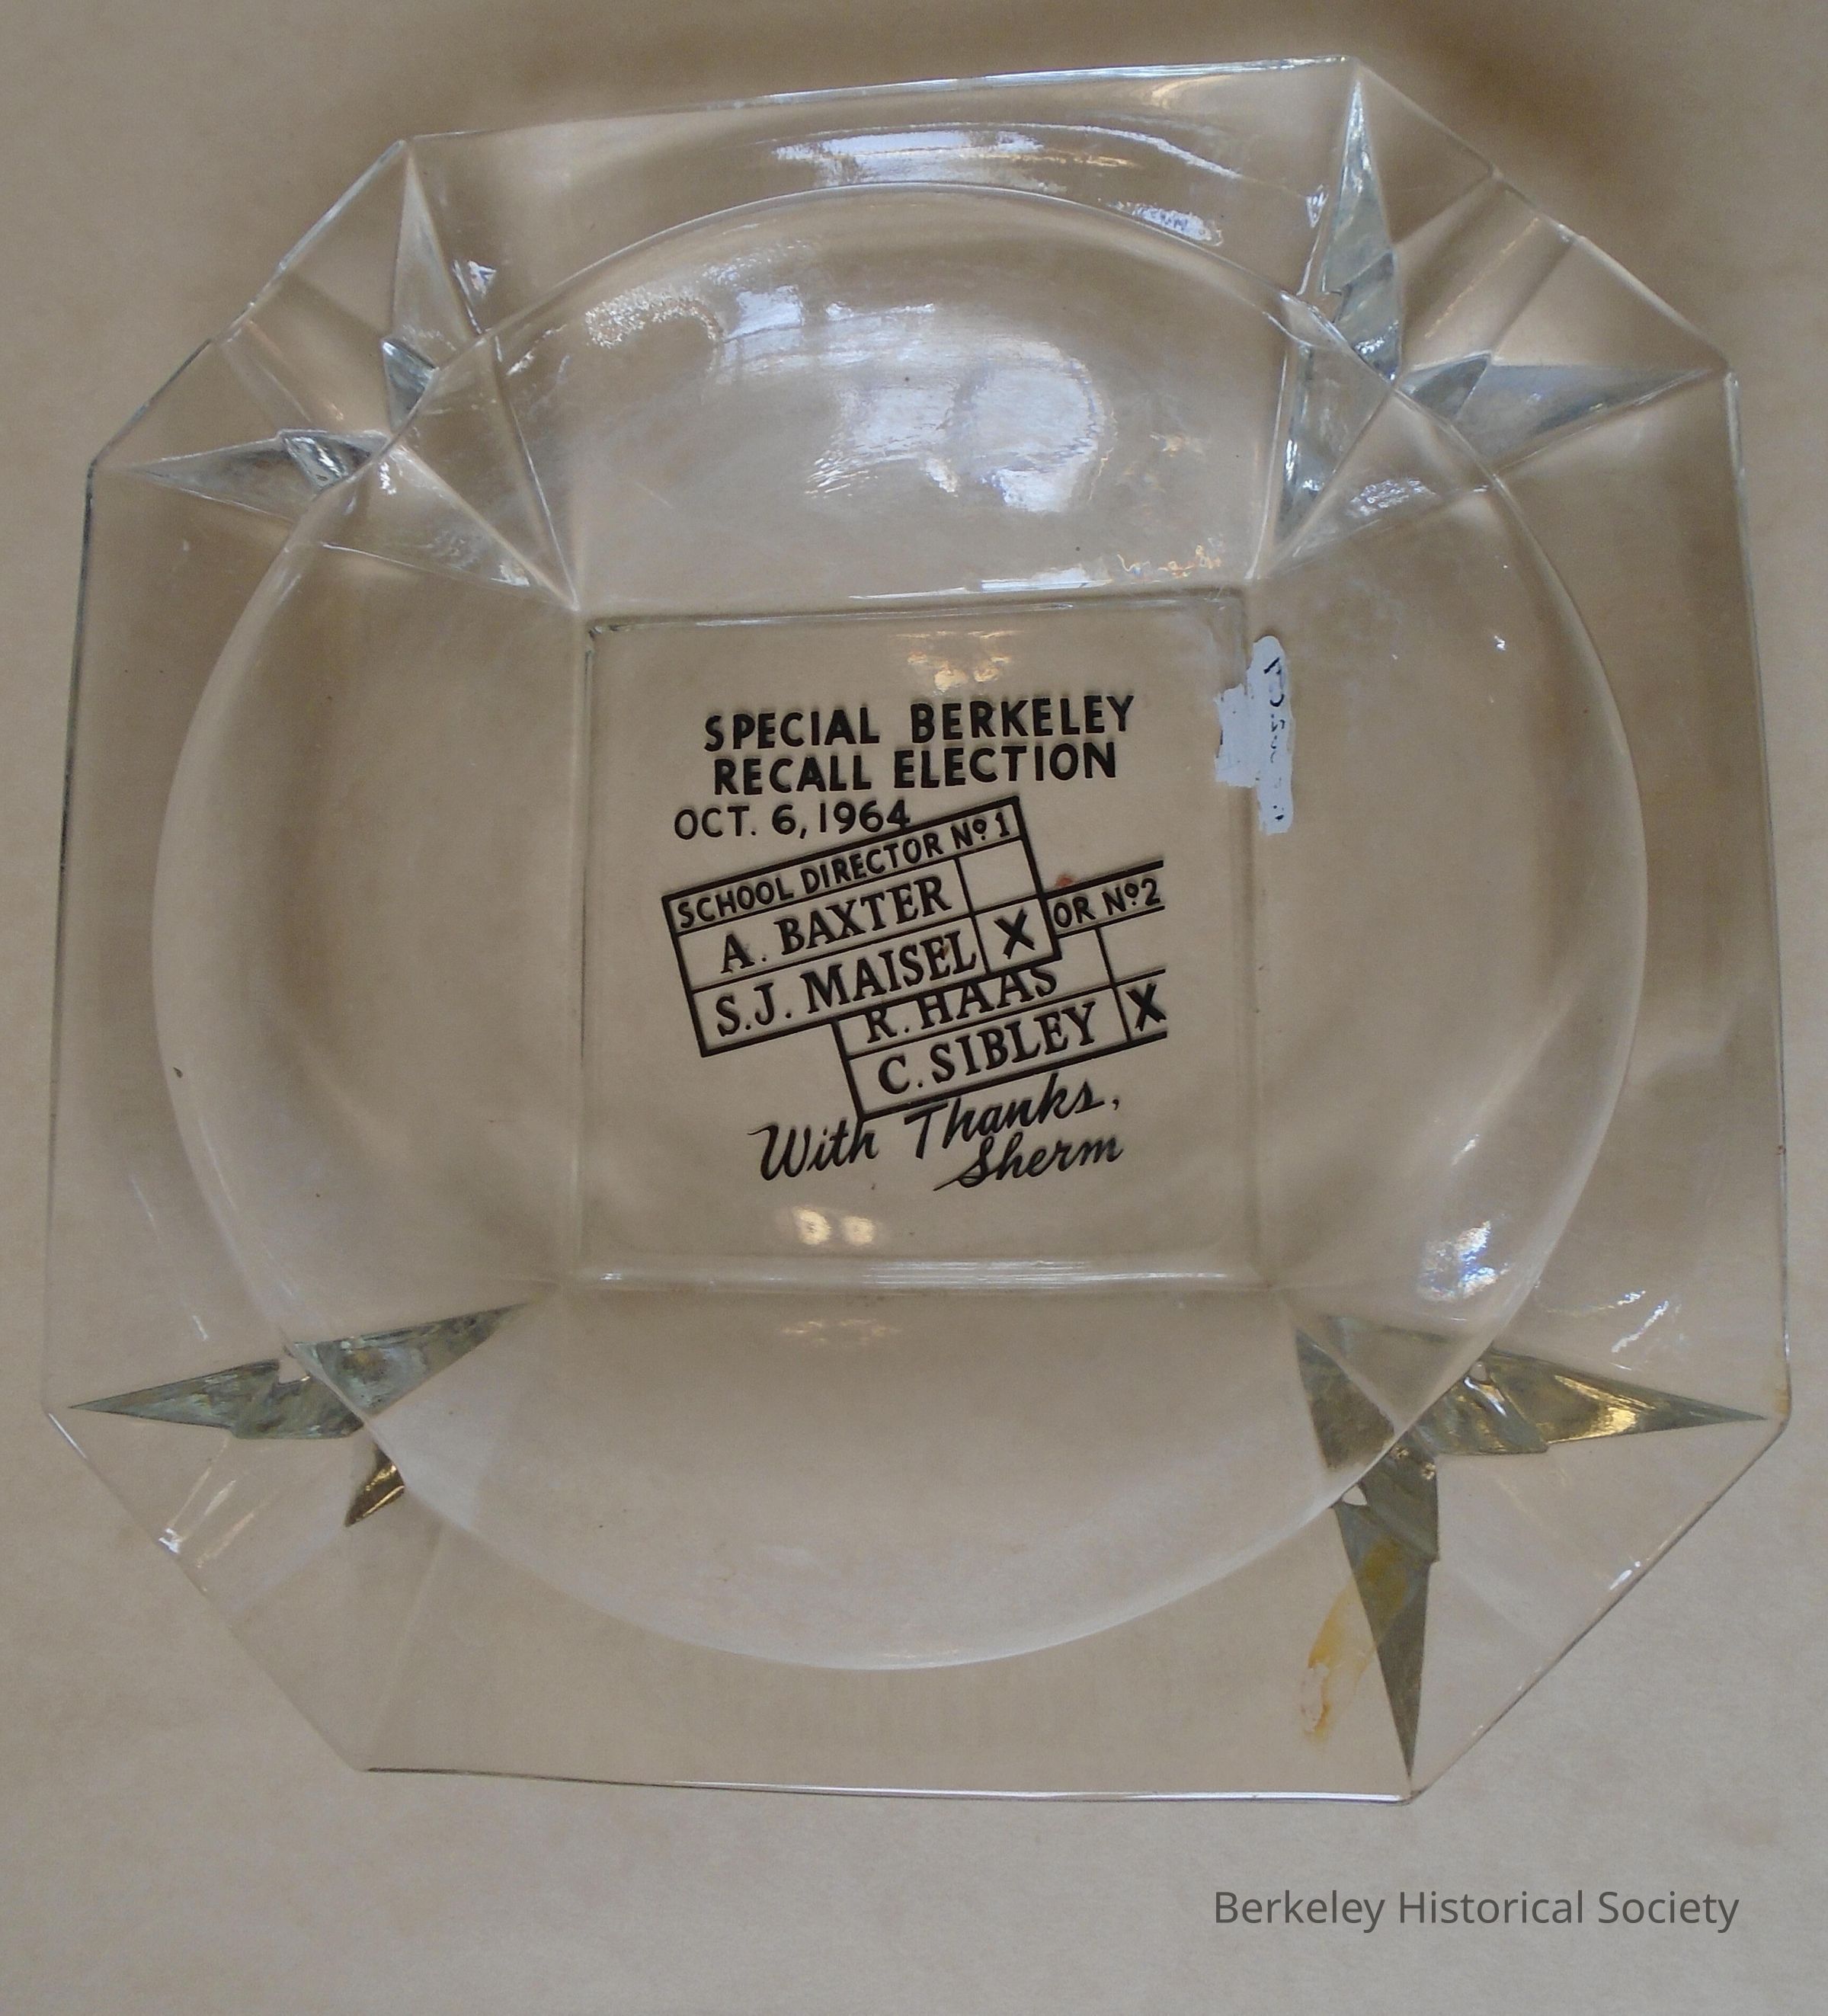 SPECIAL BERKELEY
RECALL ELECTION
OCT. 6, 1964
SCHOOL DIRECTOR Nº 1
A. BAXTER
S.J. MAISEL X
OR Nº 2
R. HAAS
C. SIBLEY X
With Thanks,
Sherm
Berkeley Historical Society